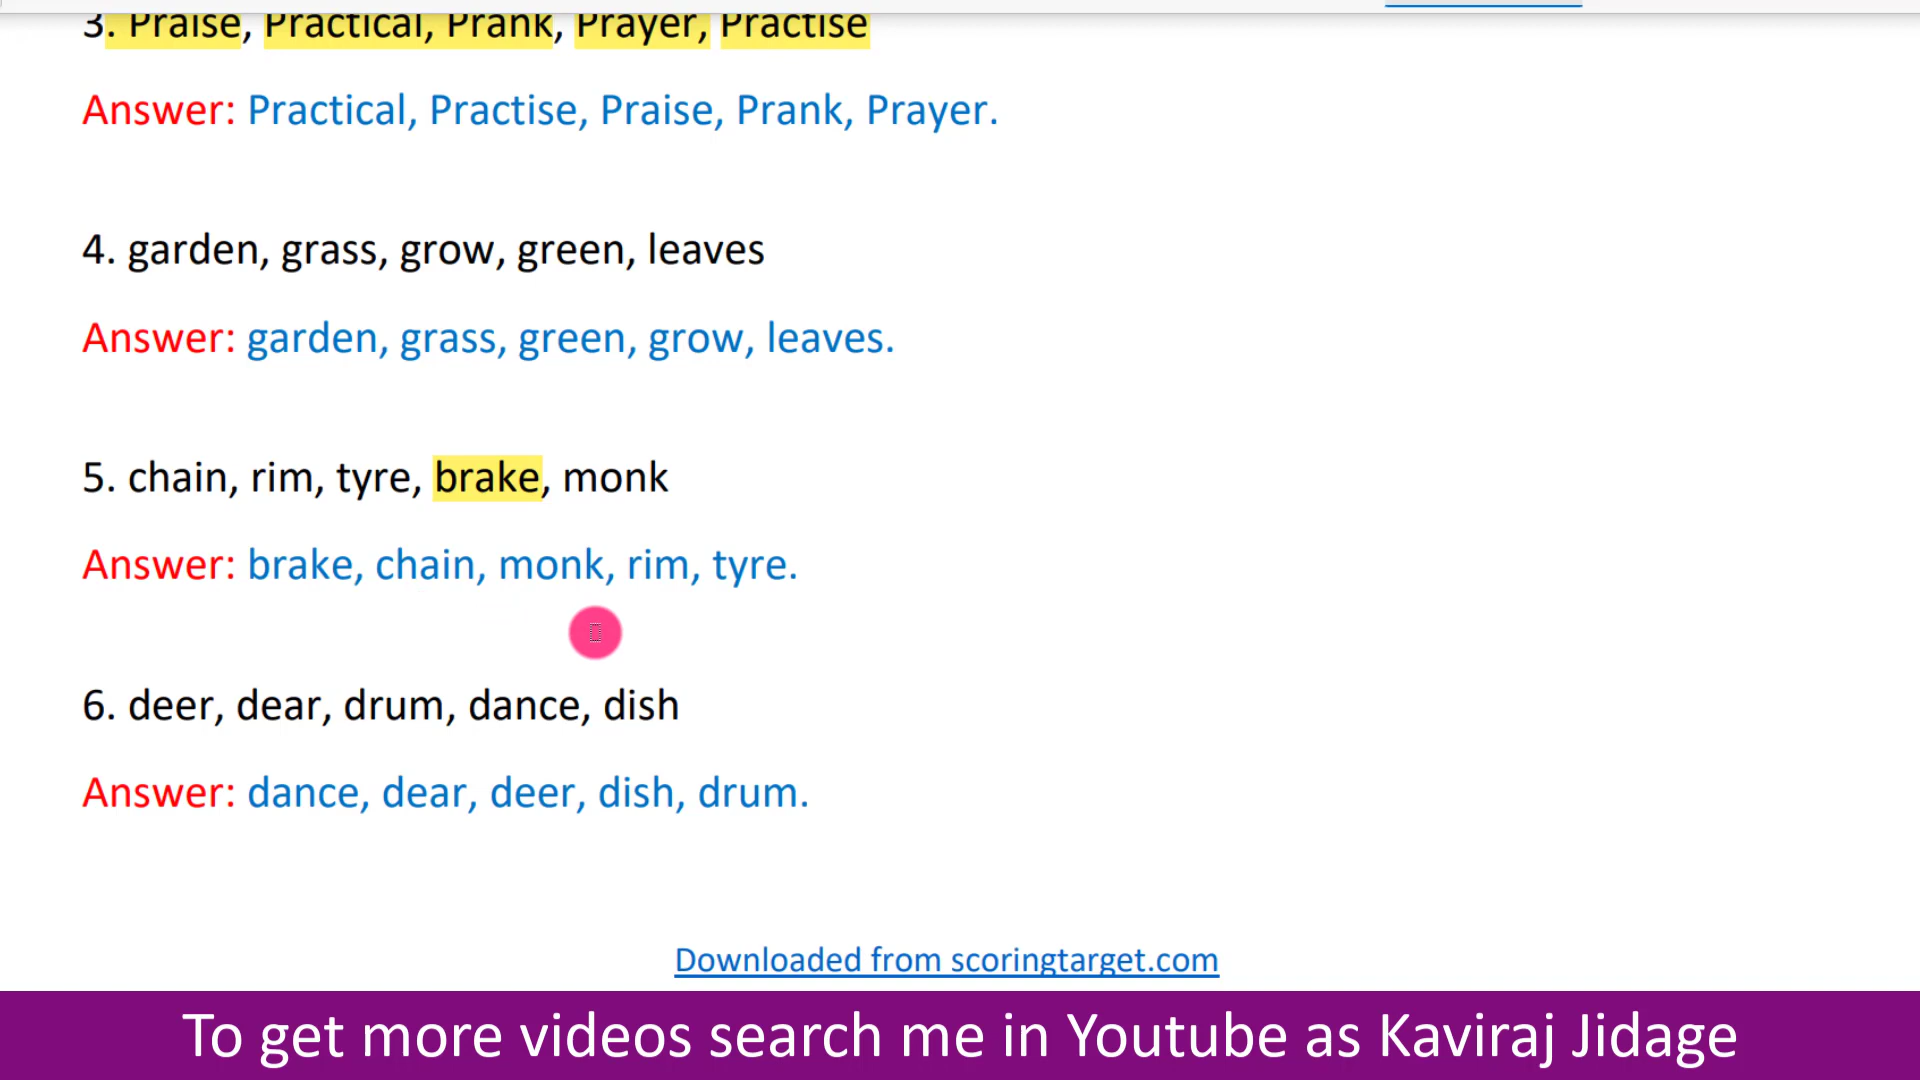 3. Praise, Practical, Prank, Prayer, Practise
Answer: Practical, Practise, Praise, Prank, Prayer.
4. garden, grass, grow, green, leaves
Answer: garden, grass, green, grow, leaves.
5. chain, rim, tyre, brake, monk
Answer: brake, chain, monk, rim, tyre.
6. deer, dear, drum, dance, dish
Answer: dance, dear, deer, dish, drum.
Downloaded from scoringtarget.com
To get more videos search me in Youtube as Kaviraj Jidage